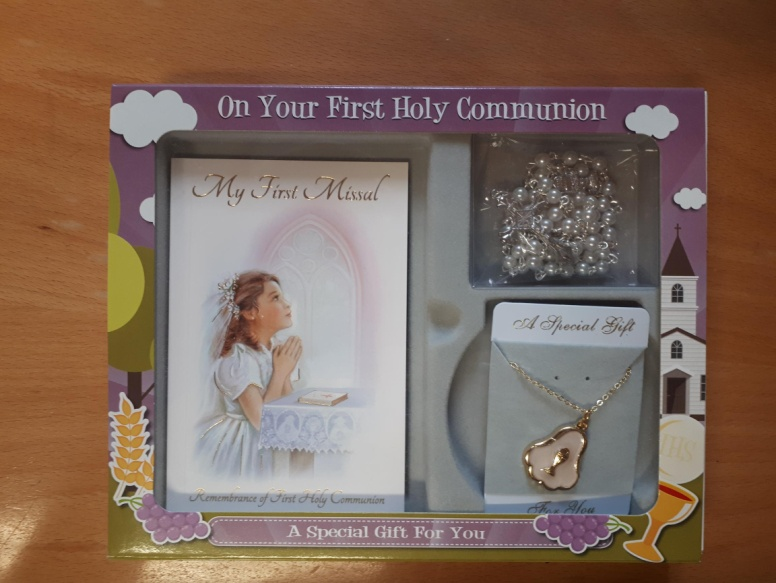 On Your First Holy Communion
My First Missal
A Special Gift
IHS
Remembrance of First Holy Communion
For You
A Special Gift For You